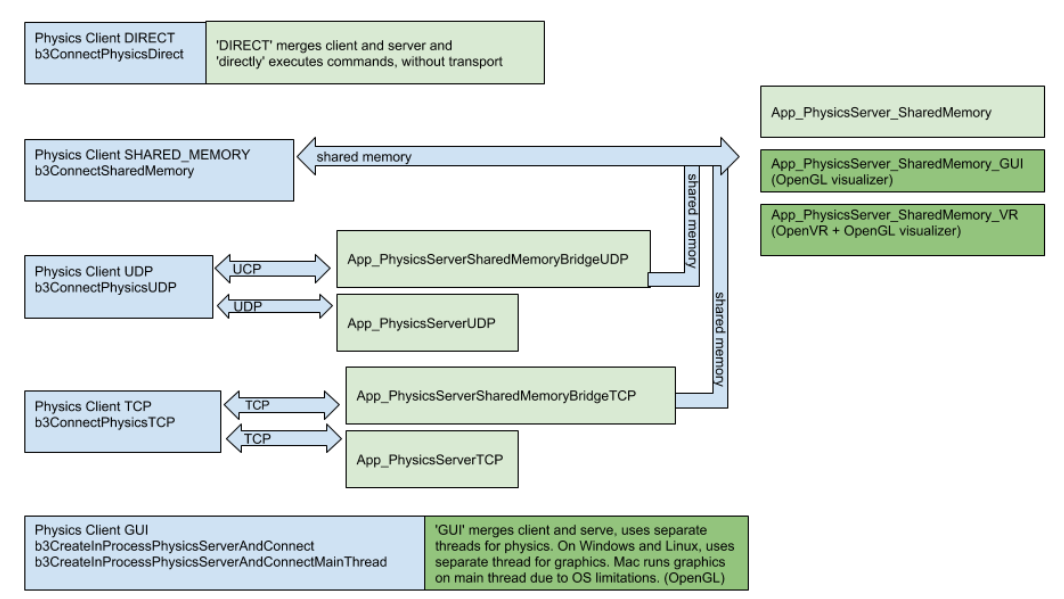 Physics Client DIRECT
b3ConnectPhysicsDirect
'DIRECT' merges client and server and
'directly' executes commands, without transport
App_PhysicsServer_SharedMemory
Physics Client SHARED_MEMORY
b3ConnectSharedMemory
shared memory
App_PhysicsServer_SharedMemory_GUI
(OpenGL visualizer)
App_PhysicsServer_SharedMemory_VR
(OpenVR + OpenGL visualizer)
shared memory
Physics Client UDP
b3ConnectPhysicsUDP
UCP
App_PhysicsServerSharedMemoryBridgeUDP
UDP
App_PhysicsServerUDP
shared memory
Physics Client TCP
b3ConnectPhysicsTCP
TCP
App_PhysicsServerSharedMemoryBridgeTCP
TCP
App_PhysicsServerTCP
Physics Client GUI
b3CreateInProcessPhysicsServerAndConnect
b3CreateInProcessPhysicsServerAndConnectMainThread
'GUI' merges client and serve, uses separate
threads for physics. On Windows and Linux, uses
separate thread for graphics. Mac runs graphics
on main thread due to OS limitations. (OpenGL)